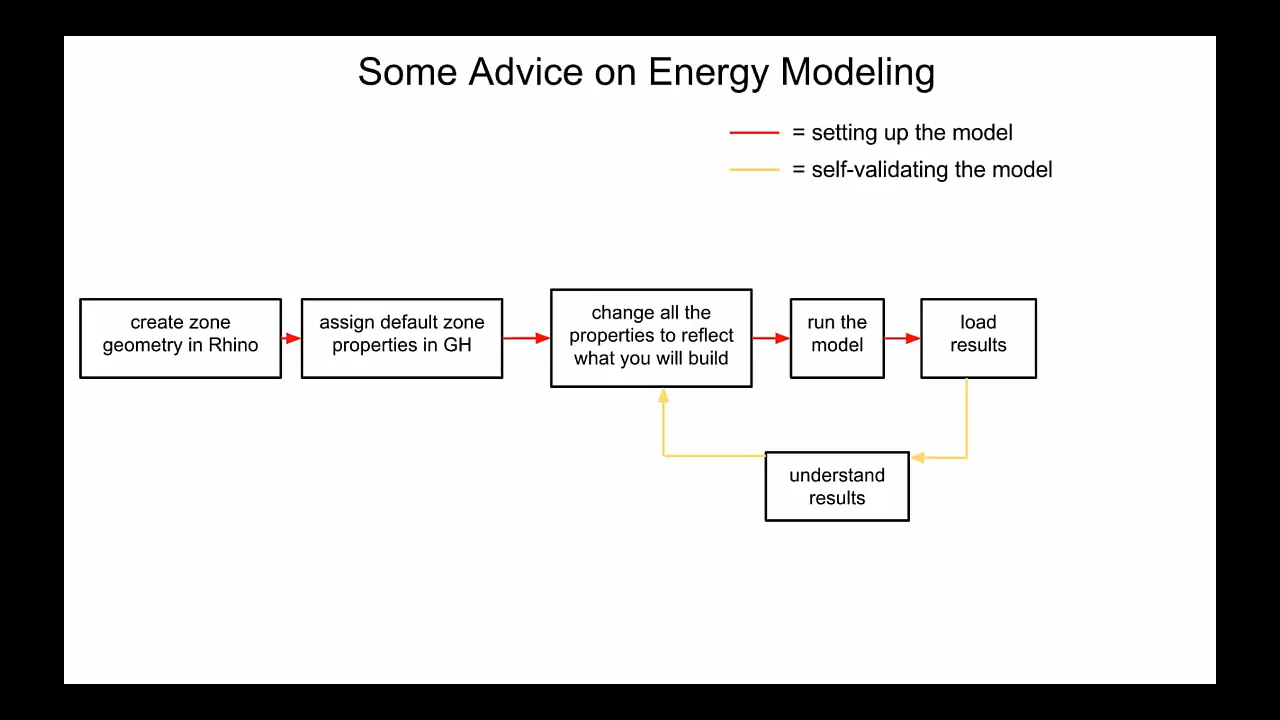 Some Advice on Energy Modeling
= setting up the model
= self-validating the model
create zone
geometry in Rhino
assign default zone
properties in GH
change all the
properties to reflect
what you will build
run the
model
load
results
understand
results